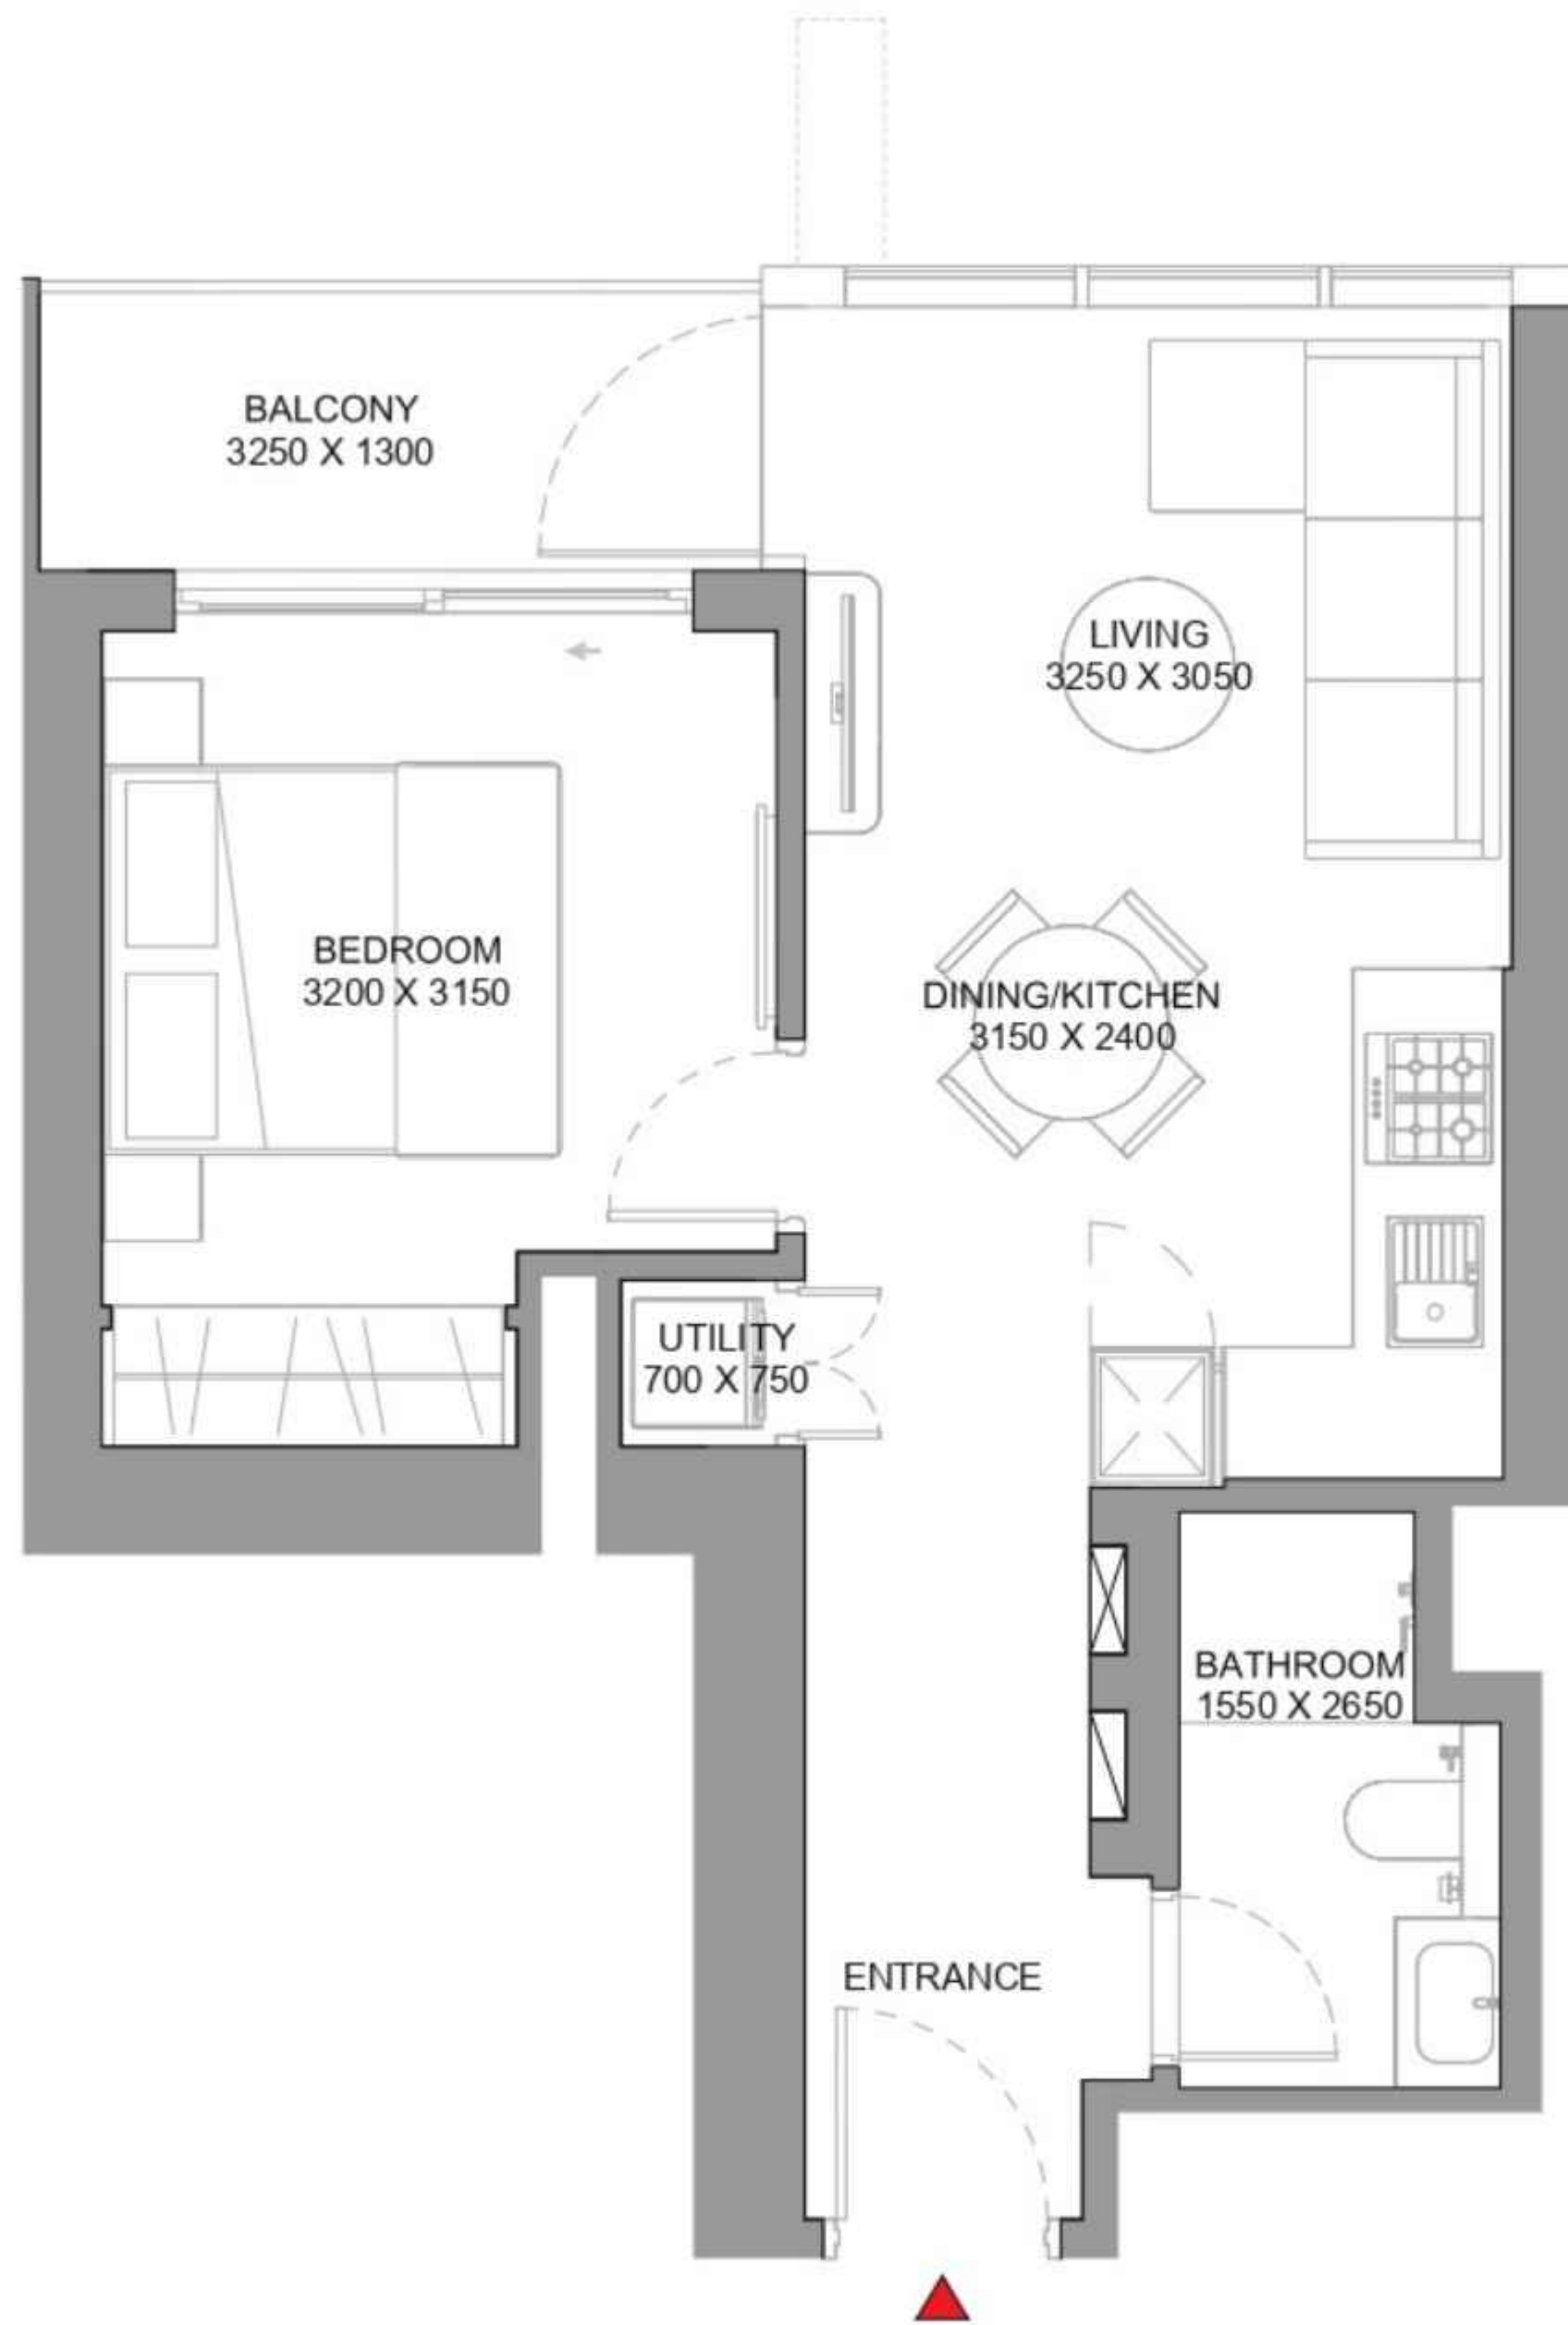 BALCONY
3250 X 1300
LIVING
3250 X 3050
BEDROOM
3200 X 3150
DINING/KITCHEN
3150 X 2400
UTILITY
700 X 750
BATHROOM
1550 X 2650
ENTRANCE